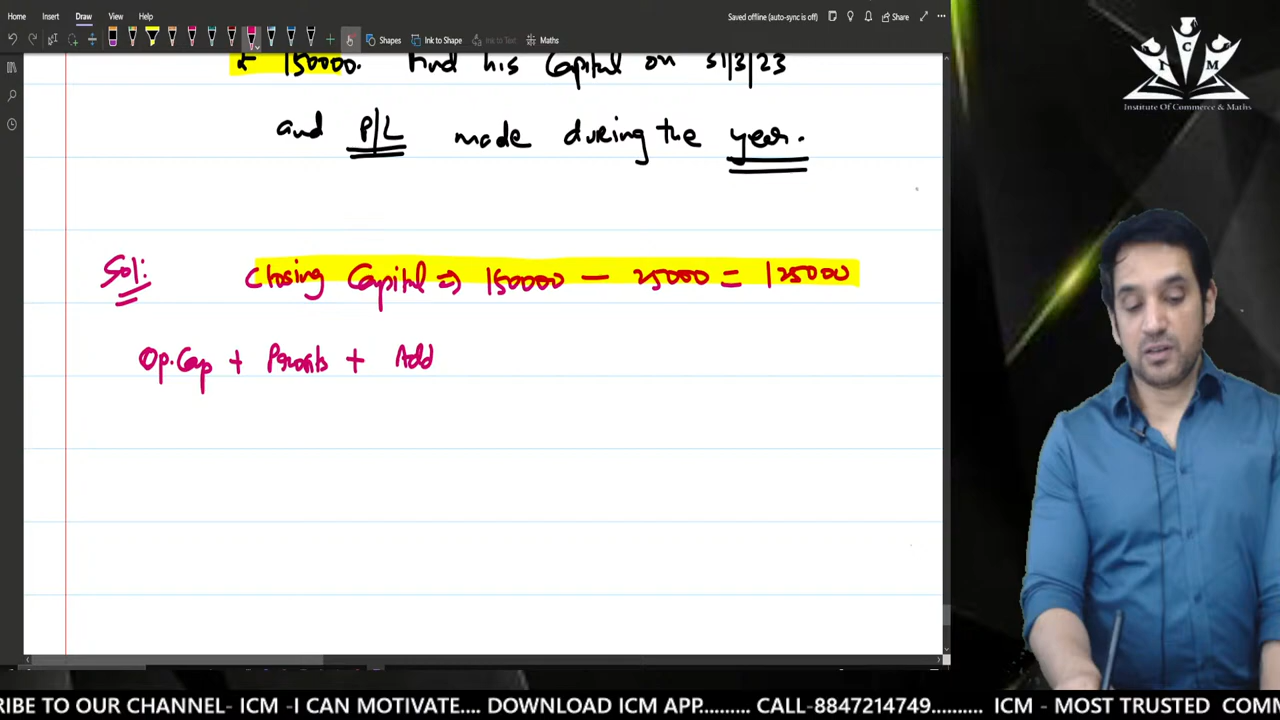 Home Insert Draw View Help
Saved offline (auto-sync is off) Share
Shapes Ink to Shape Ink to Text Maths
₹ 150000. Find his Capital on 31/3/23
and P/L made during the year.
Sol:
Closing Capital ⇒ 150000 — 25000 = 125000
Op.Cap + Profits + Add
I C M
Institute Of Commerce & Maths
RIBE TO OUR CHANNEL- ICM -I CAN MOTIVATE.... DOWNLOAD ICM APP......... CALL-8847214749.......... ICM - MOST TRUSTED COM